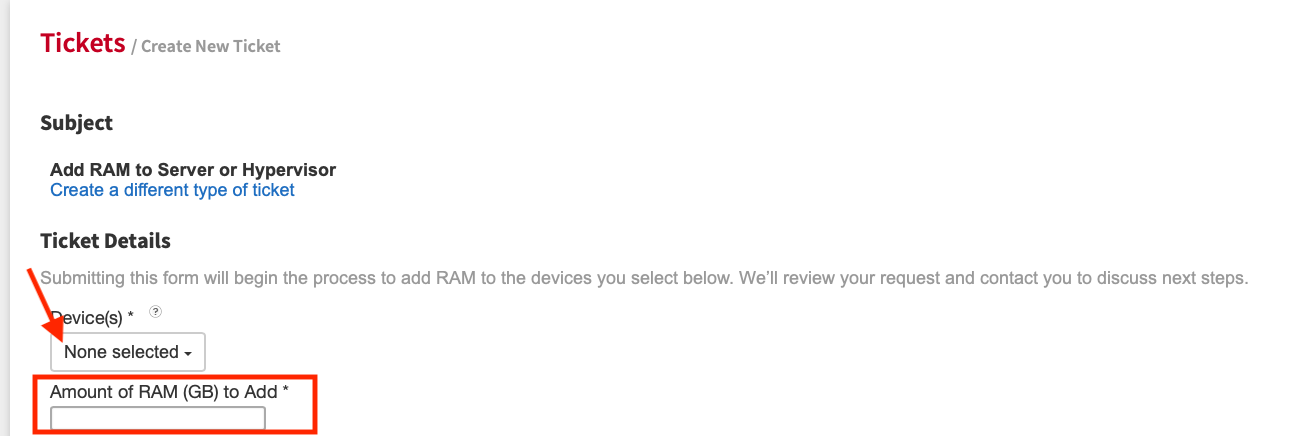 Tickets / Create New Ticket
Subject
Add RAM to Server or Hypervisor
Create a different type of ticket
Ticket Details
Submitting this form will begin the process to add RAM to the devices you select below. We’ll review your request and contact you to discuss next steps.
Device(s) * ?
None selected
Amount of RAM (GB) to Add *